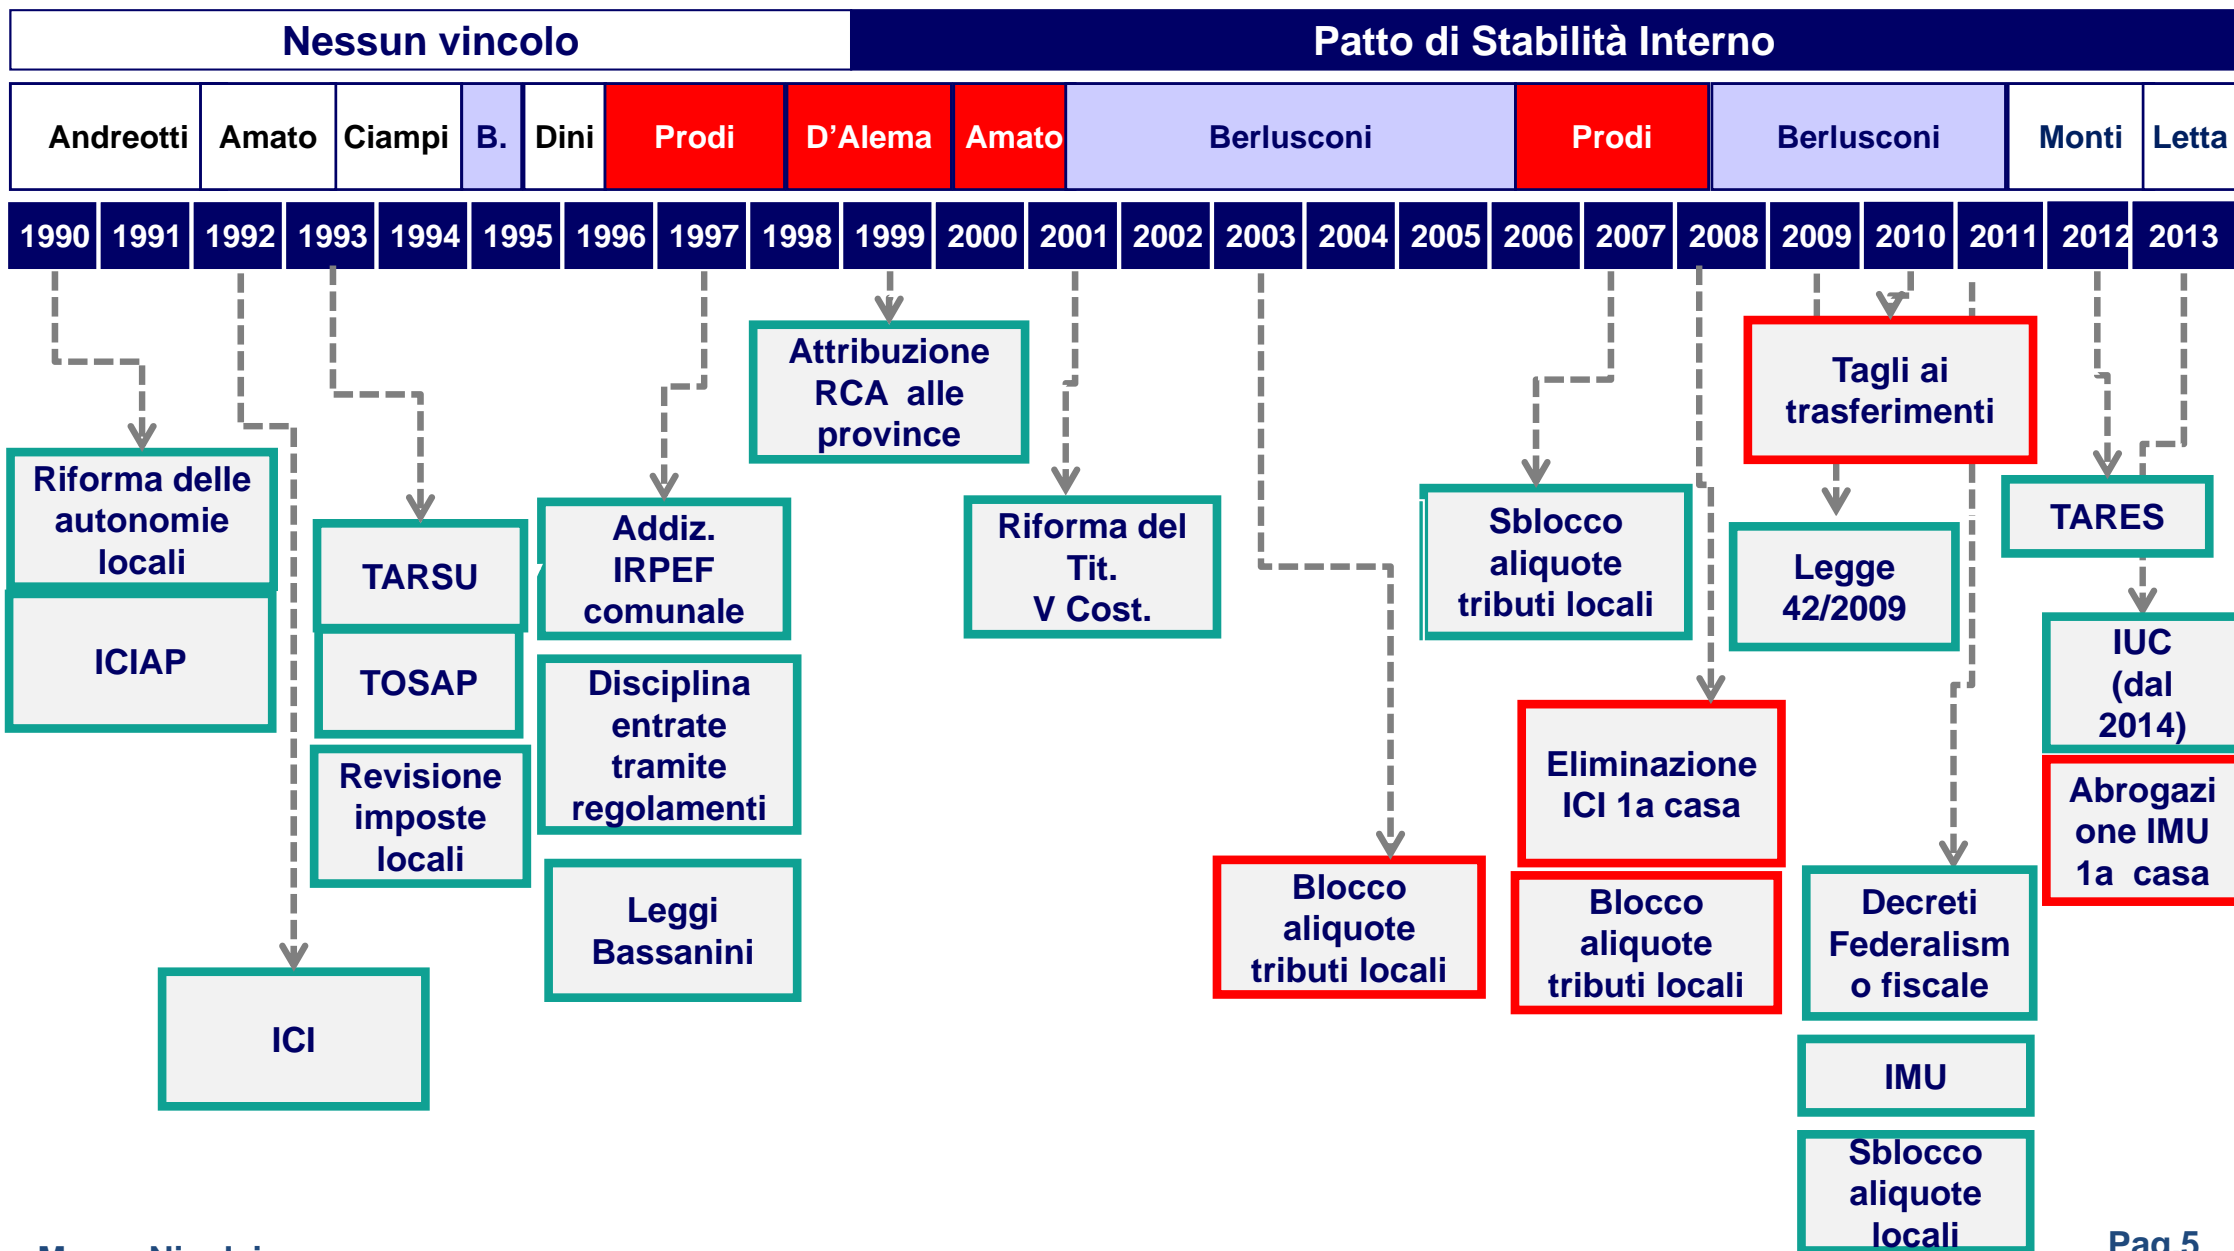 Nessun vincolo
Patto di Stabilità Interno
Andreotti
Amato
Ciampi
B.
Dini
Prodi
D'Alema
Amato
Berlusconi
Prodi
Berlusconi
Monti
Letta
1990
1991
1992
1993
1994
1995
1996
1997
1998
1999
2000
2001
2002
2003
2004
2005
2006
2007
2008
2009
2010
2011
2012
2013
Riforma delle
autonomie
locali
ICIAP
ICI
TARSU
TOSAP
Revisione
imposte
locali
Addiz.
IRPEF
comunale
Disciplina
entrate
tramite
regolamenti
Leggi
Bassanini
Attribuzione
RCA alle
province
Riforma del
Tit.
V Cost.
Blocco
aliquote
tributi locali
Sblocco
aliquote
tributi locali
Eliminazione
ICI 1a casa
Blocco
aliquote
tributi locali
Tagli ai
trasferimenti
Legge
42/2009
Decreti
Federalism
o fiscale
IMU
Sblocco
aliquote
locali
TARES
IUC
(dal
2014)
Abrogazi
one IMU
1a casa
Pag.5